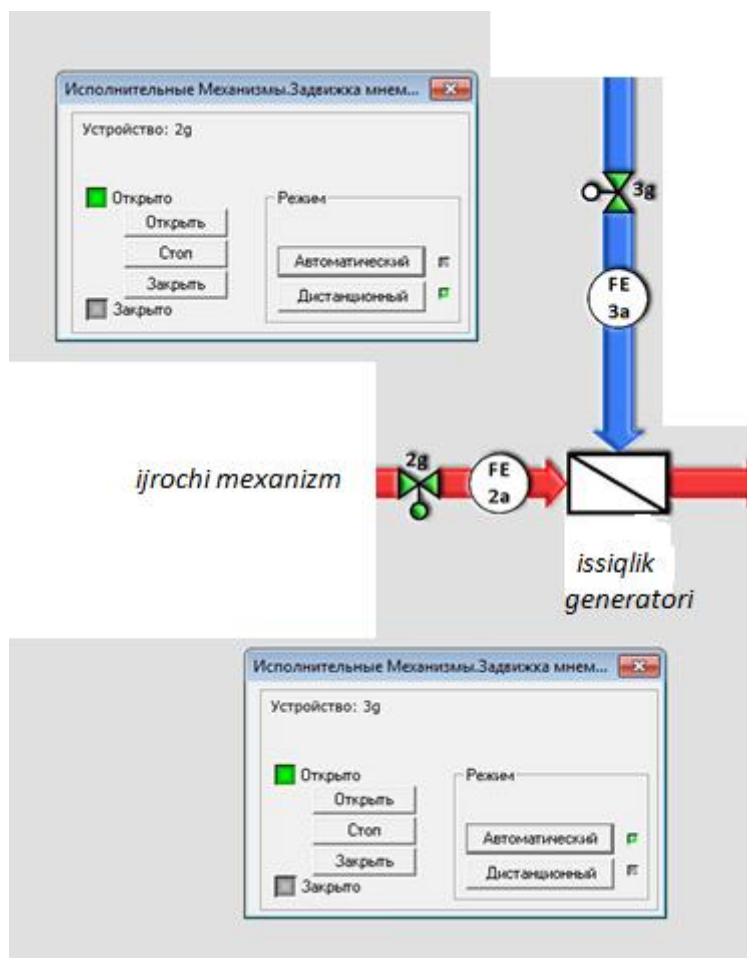 Исполнительные Механизмы.Задвижка мнем...
Устройство: 2g
Открыто
Открыть
Стоп
Закрыть
Закрыто
Режим
Автоматический
Дистанционный
3g
FE
3a
ijrochi mexanizm
2g
FE
2a
issiqlik
generatori
Исполнительные Механизмы.Задвижка мнем...
Устройство: 3g
Открыто
Открыть
Стоп
Закрыть
Закрыто
Режим
Автоматический
Дистанционный